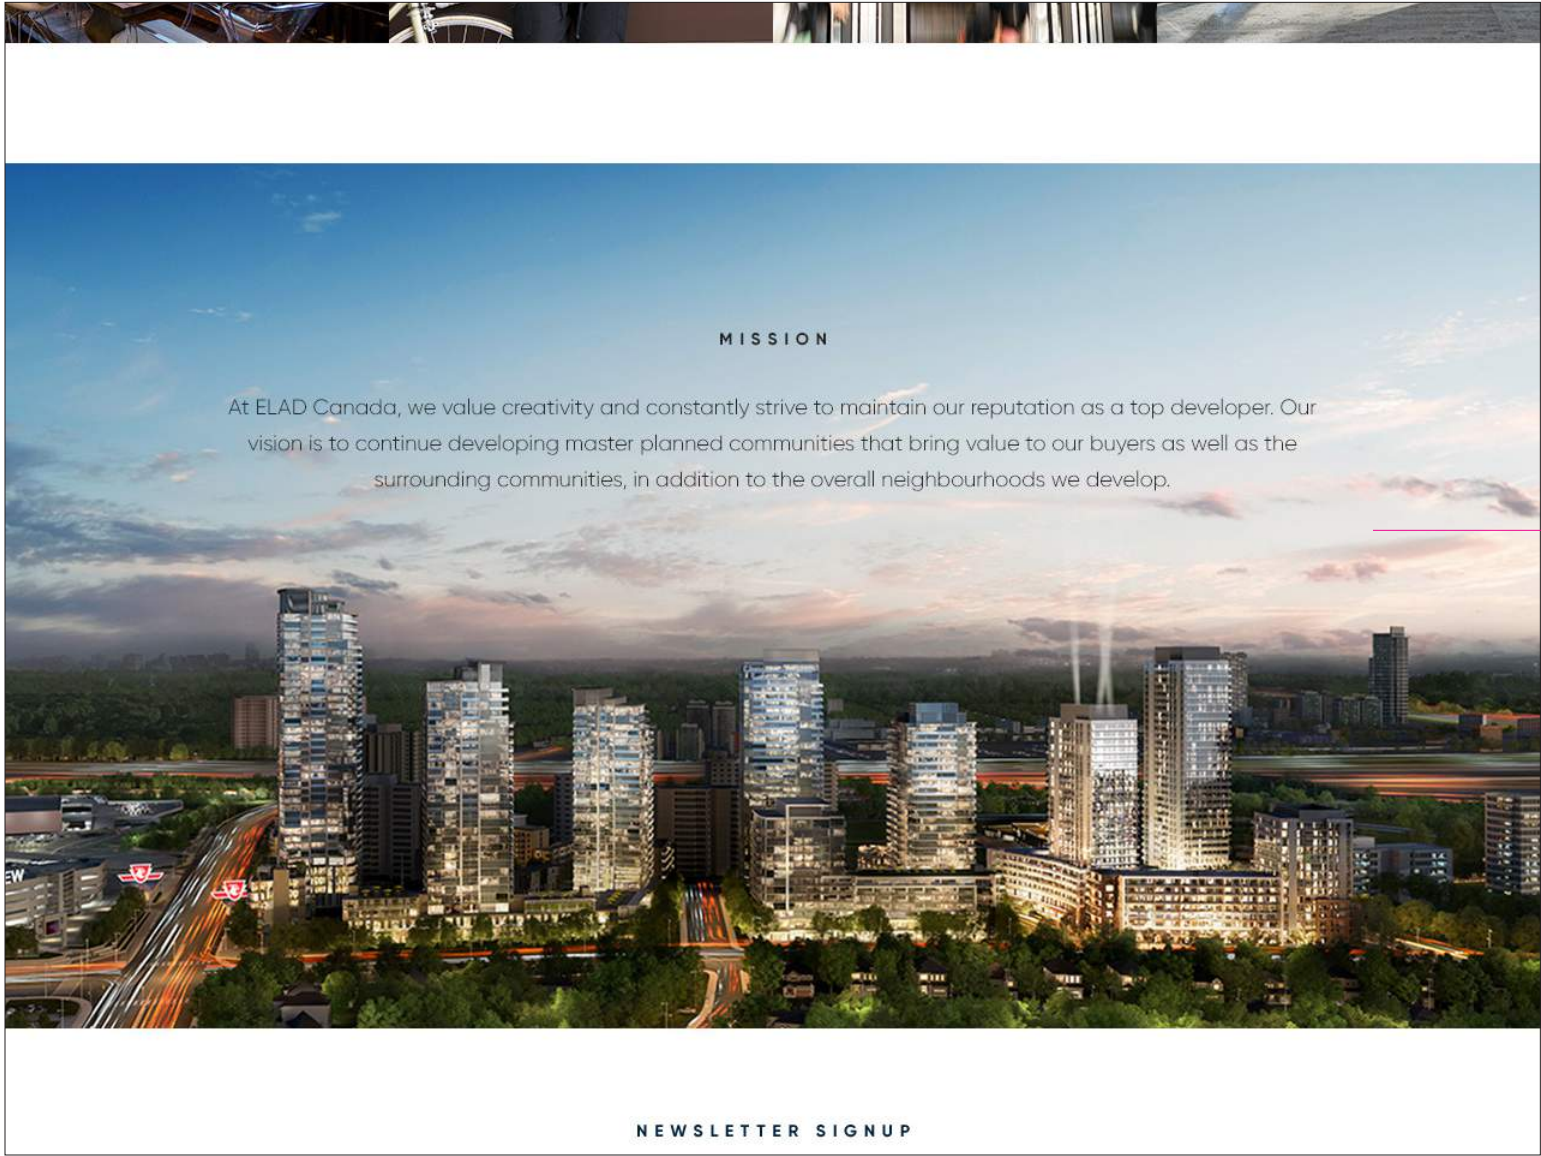 MISSION
At ELAD Canada, we value creativity and constantly strive to maintain our reputation as a top developer. Our
vision is to continue developing master planned communities that bring value to our buyers as well as the
surrounding communities, in addition to the overall neighbourhoods we develop.
EW
NEWSLETTER SIGNUP